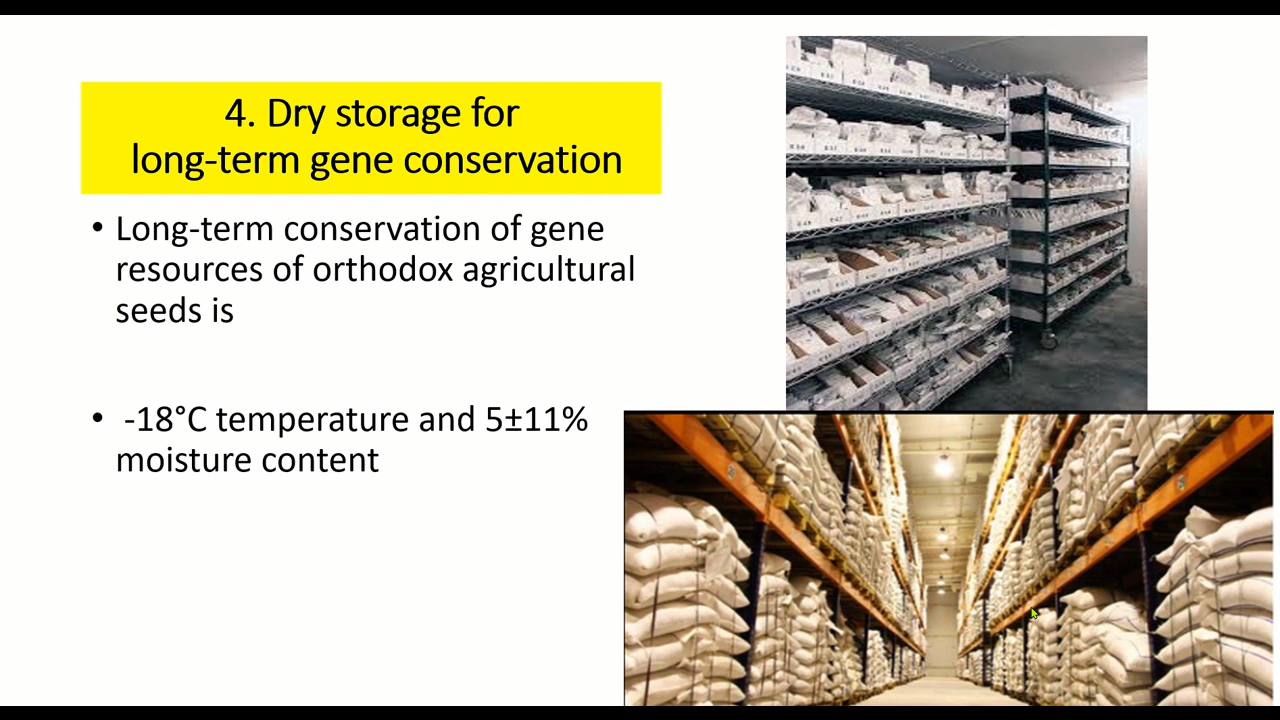 4. Dry storage for
long-term gene conservation
• Long-term conservation of gene
resources of orthodox agricultural
seeds is
• -18°C temperature and 5±11%
moisture content